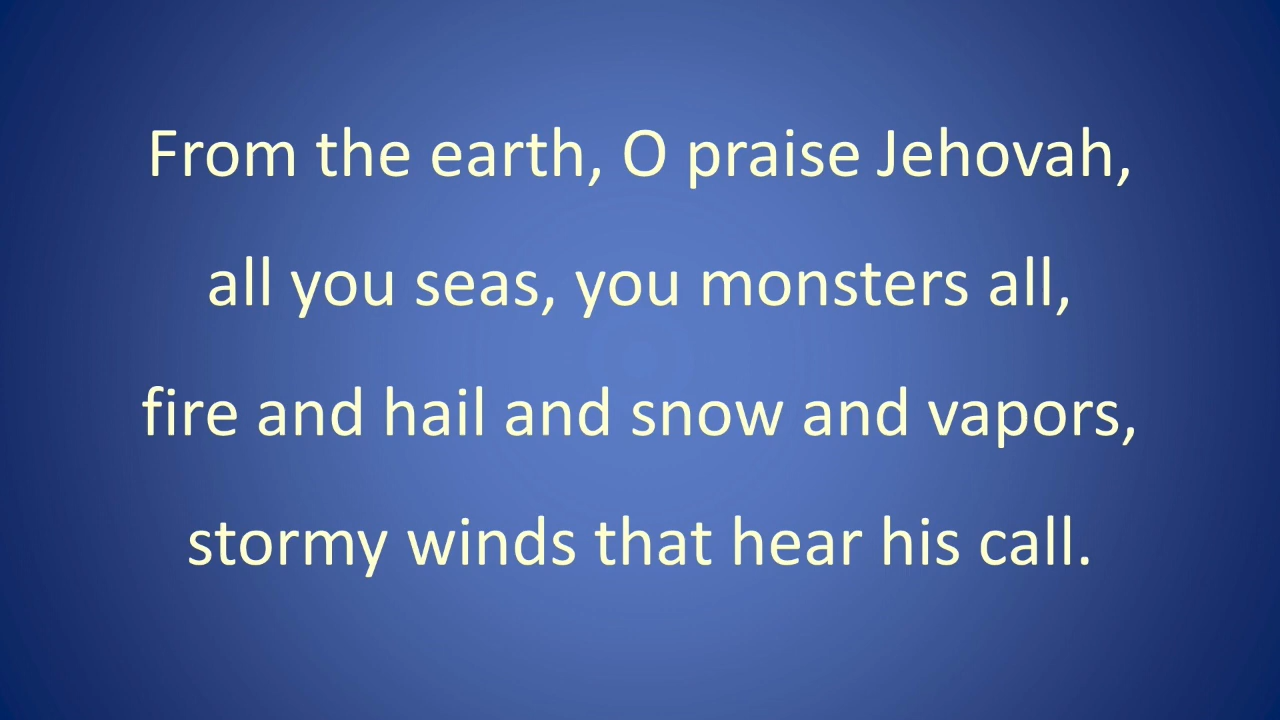 From the earth, O praise Jehovah,
all you seas, you monsters all,
fire and hail and snow and vapors,
stormy winds that hear his call.